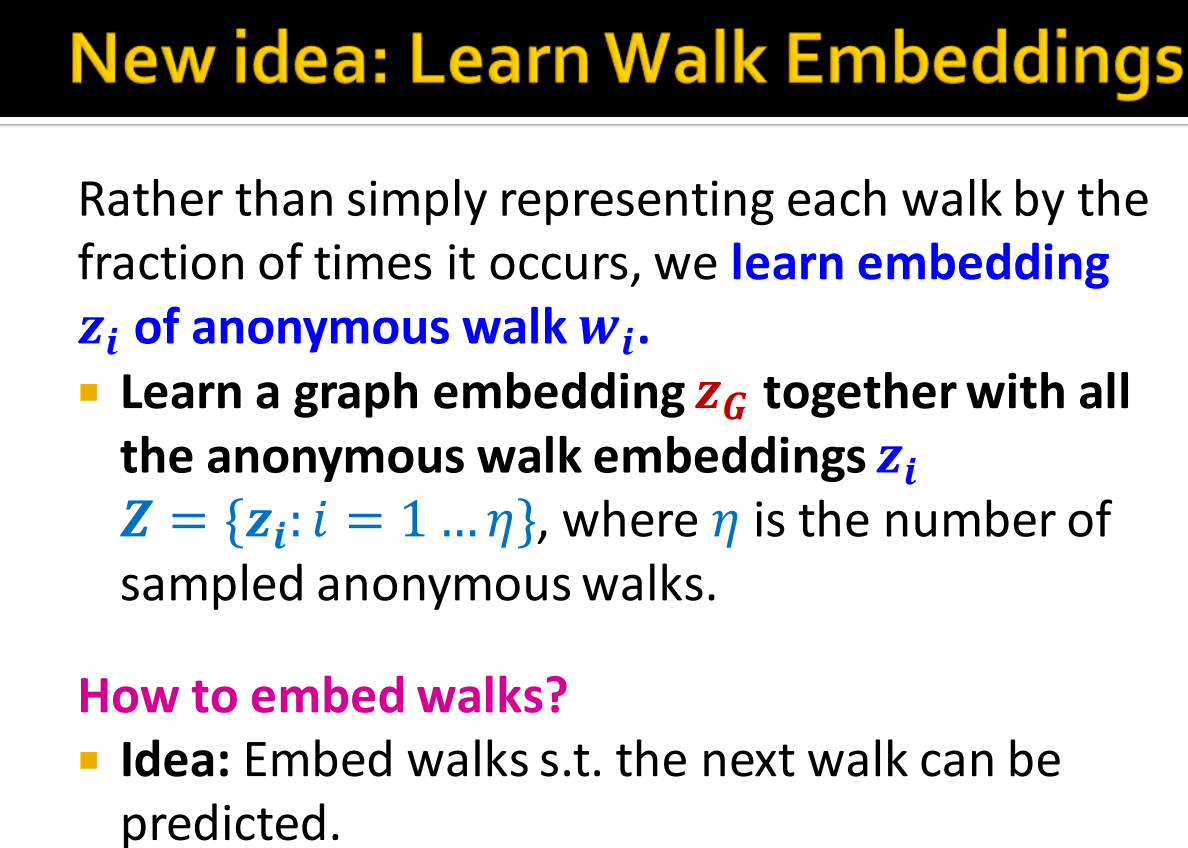 New idea: Learn Walk Embeddings
Rather than simply representing each walk by the
fraction of times it occurs, we learn embedding
z_i of anonymous walk w_i.
▪ Learn a graph embedding z_G together with all
the anonymous walk embeddings z_i
Z = {z_i: i = 1 … η}, where η is the number of
sampled anonymous walks.
How to embed walks?
▪ Idea: Embed walks s.t. the next walk can be
predicted.